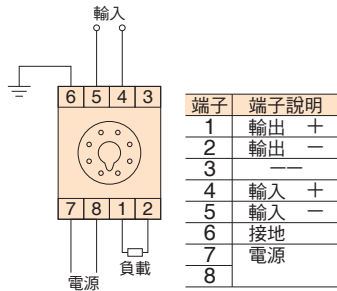 輸入
6 5 4 3
7 8 1 2
電源
負載
端子 端子說明
1 輸出 +
2 輸出 −
3 −−
4 輸入 +
5 輸入 −
6 接地
7 電源
8